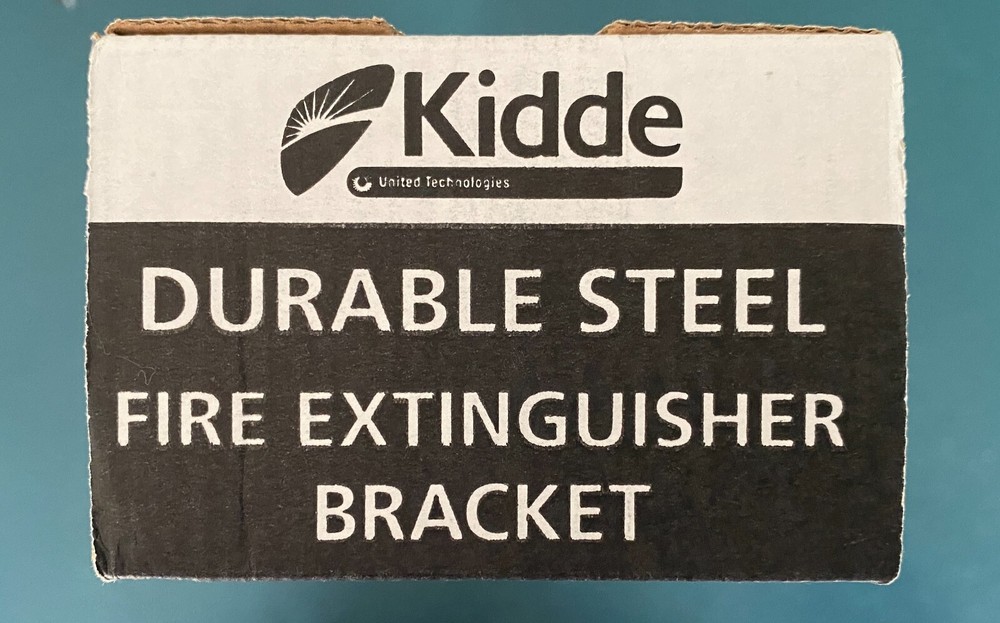 Kidde
United Technologies
DURABLE STEEL
FIRE EXTINGUISHER
BRACKET